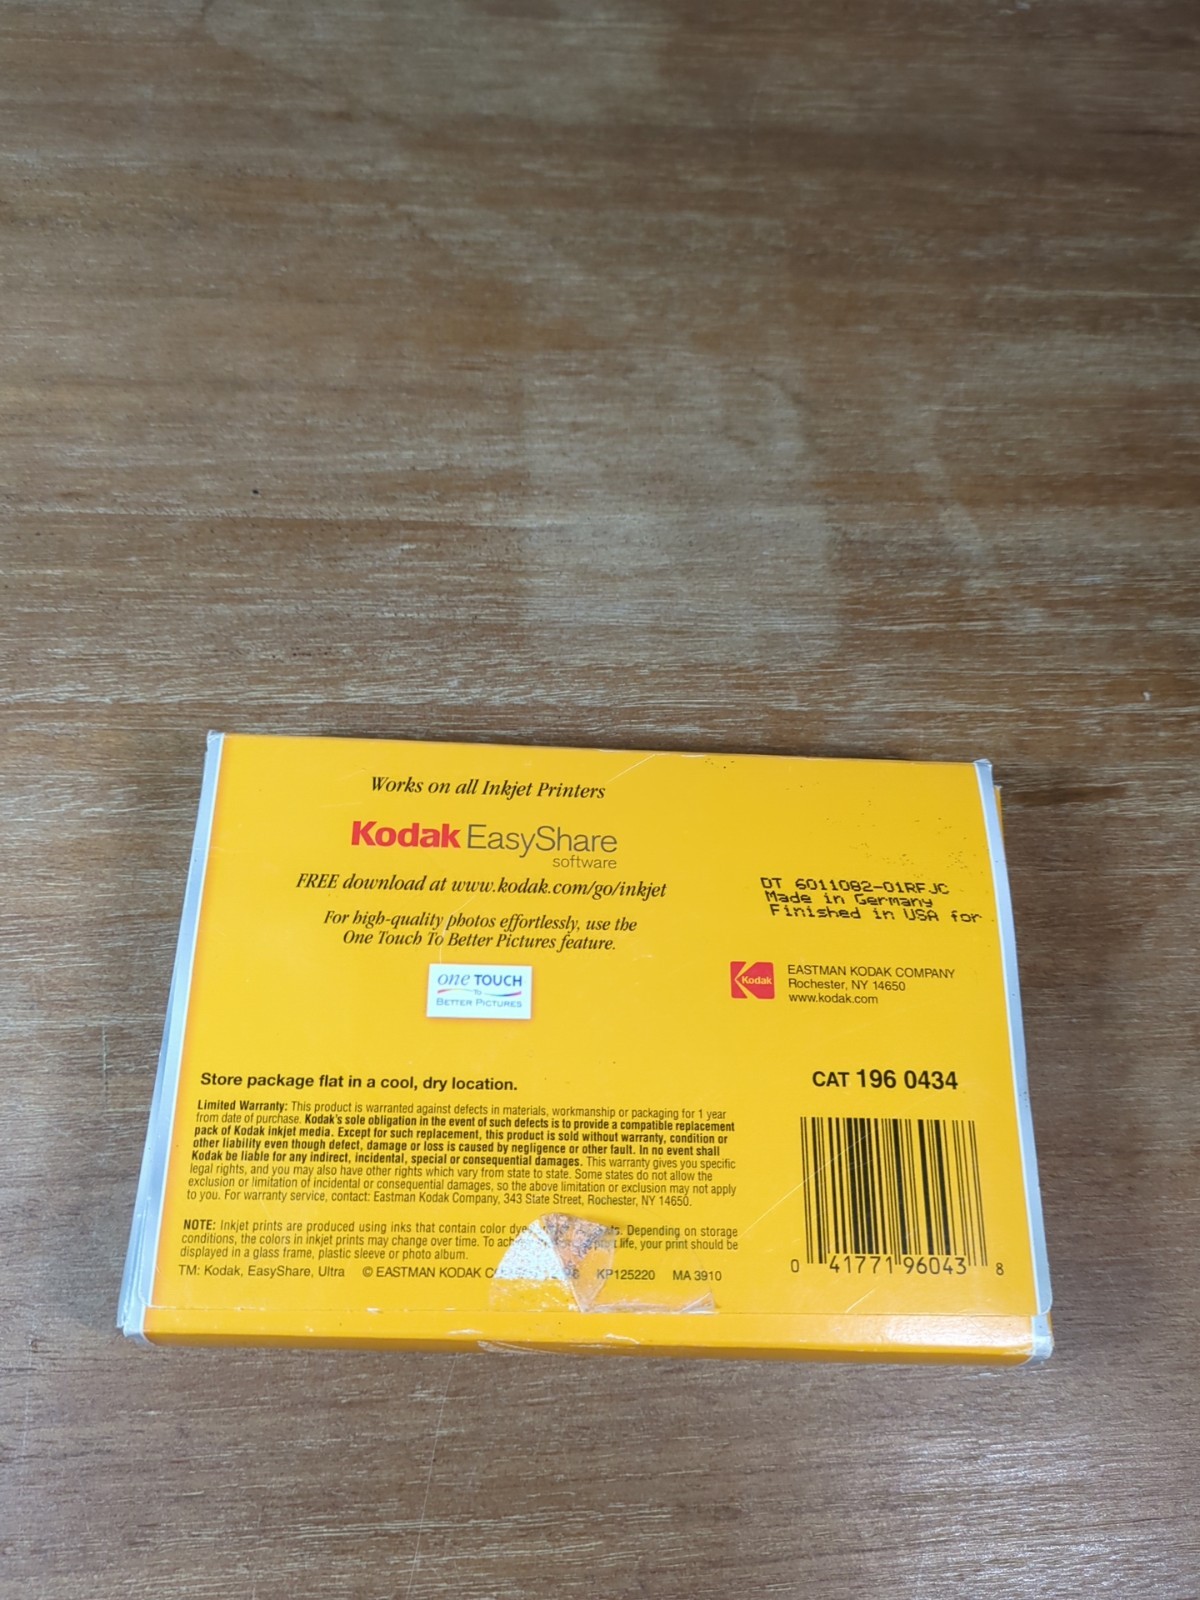 Works on all Inkjet Printers
Kodak EasyShare
software
FREE download at www.kodak.com/go/inkjet
For high-quality photos effortlessly, use the
One Touch To Better Pictures feature.
one TOUCH
To
BETTER PICTURES
DT 6011082-01RFJC
Made in Germany
Finished in USA for
Kodak
EASTMAN KODAK COMPANY
Rochester, NY 14650
www.kodak.com
Store package flat in a cool, dry location.
CAT 196 0434
Limited Warranty: This product is warranted against defects in materials, workmanship or packaging for 1 year
from date of purchase. Kodak's sole obligation in the event of such defects is to provide a compatible replacement
pack of Kodak inkjet media. Except for such replacement, this product is sold without warranty, condition or
other liability even though defect, damage or loss is caused by negligence or other fault. In no event shall
Kodak be liable for any indirect, incidental, special or consequential damages. This warranty gives you specific
legal rights, and you may also have other rights which vary from state to state. Some states do not allow the
exclusion or limitation of incidental or consequential damages, so the above limitation or exclusion may not apply
to you. For warranty service, contact: Eastman Kodak Company, 343 State Street, Rochester, NY 14650.
NOTE: Inkjet prints are produced using inks that contain color Depending on storage
conditions, the colors in inkjet prints may change over time. To life, your print should be
displayed in a glass frame, plastic sleeve or photo album.
TM: Kodak, EasyShare, Ultra © EASTMAN KODAK KP125220 MA 3910
0 41771 96043 8